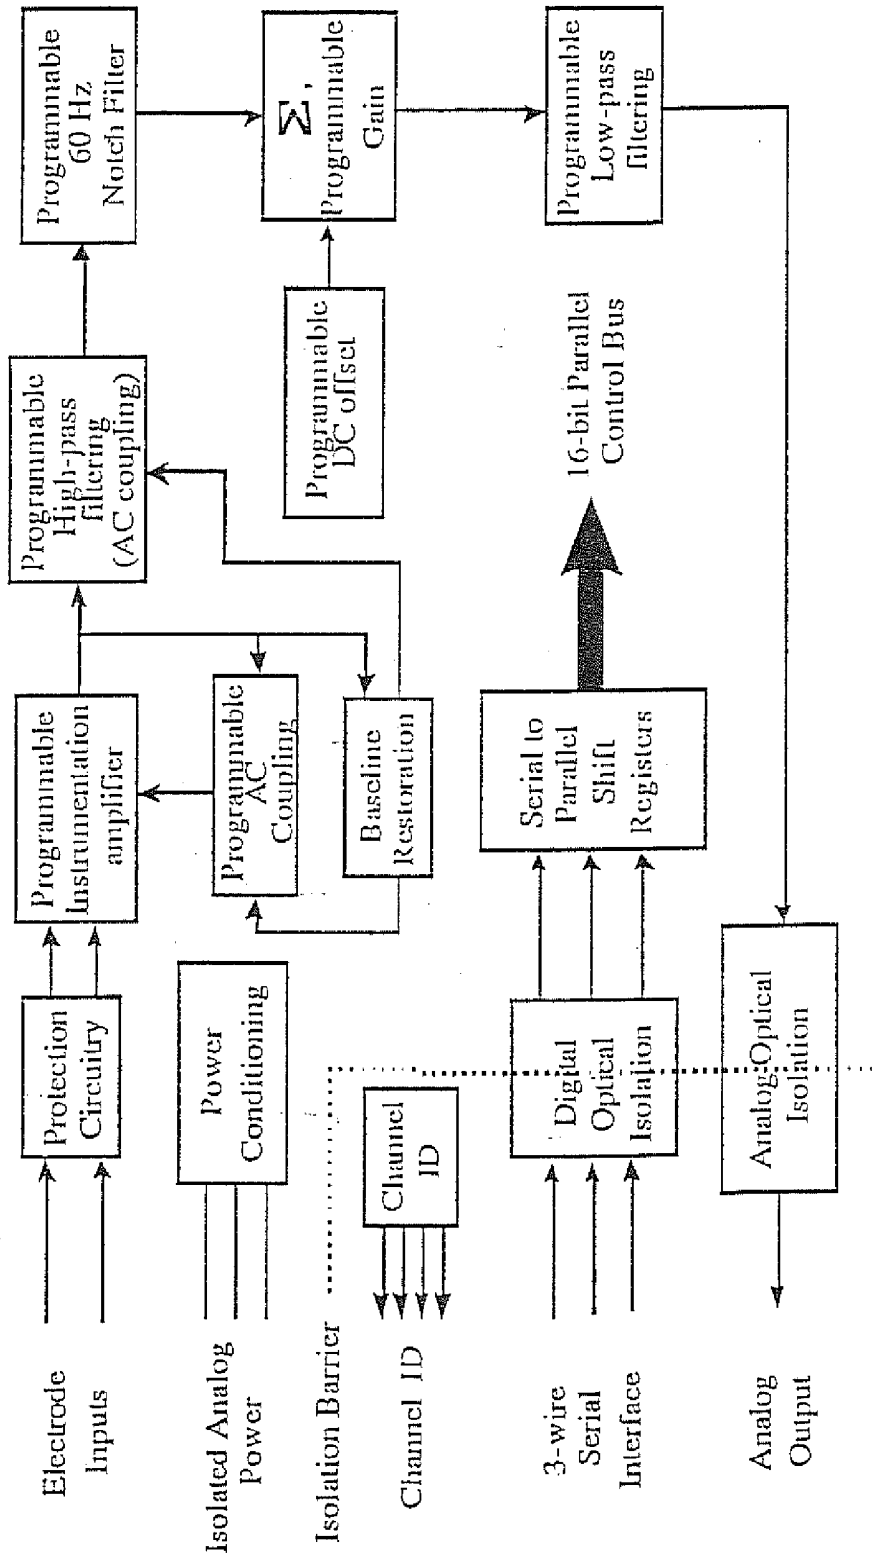 Electrode
Inputs
Protection
Circuitry
Programmable
Instrumentation
amplifier
Programmable
High-pass
filtering
(AC coupling)
Programmable
60 Hz
Notch Filter
Isolated Analog
Power
Power
Conditioning
Programmable
AC
Coupling
Baseline
Restoration
Programmable
DC offset
Σ,
Programmable
Gain
Isolation Barrier
Channel ID
Channel
ID
3-wire
Serial
Interface
Digital
Optical
Isolation
Serial to
Parallel
Shift
Registers
16-bit Parallel
Control Bus
Programmable
Low-pass
filtering
Analog
Output
Analog Optical
Isolation